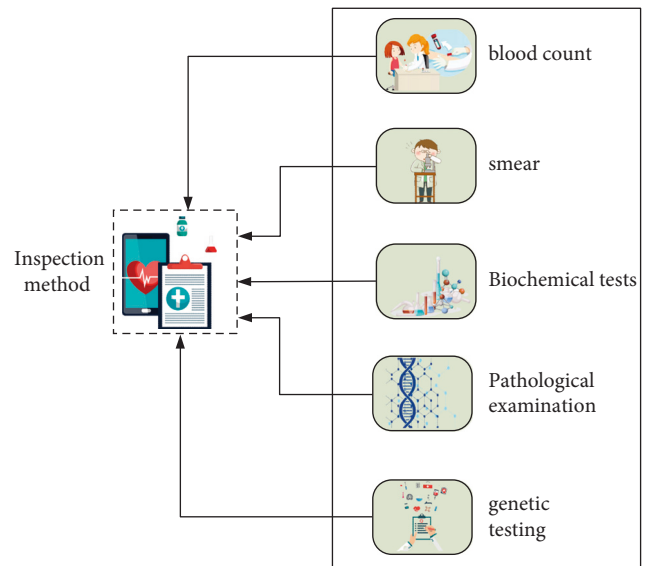 blood count
smear
Inspection
method
Biochemical tests
Pathological
examination
genetic
testing